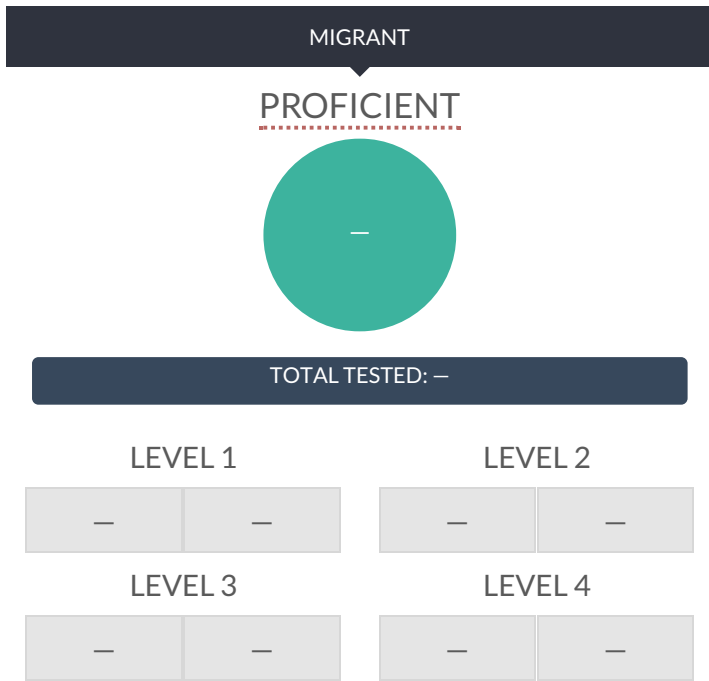 MIGRANT
PROFICIENT
—
TOTAL TESTED: —
LEVEL 1 LEVEL 2
— — — —
LEVEL 3 LEVEL 4
— — — —